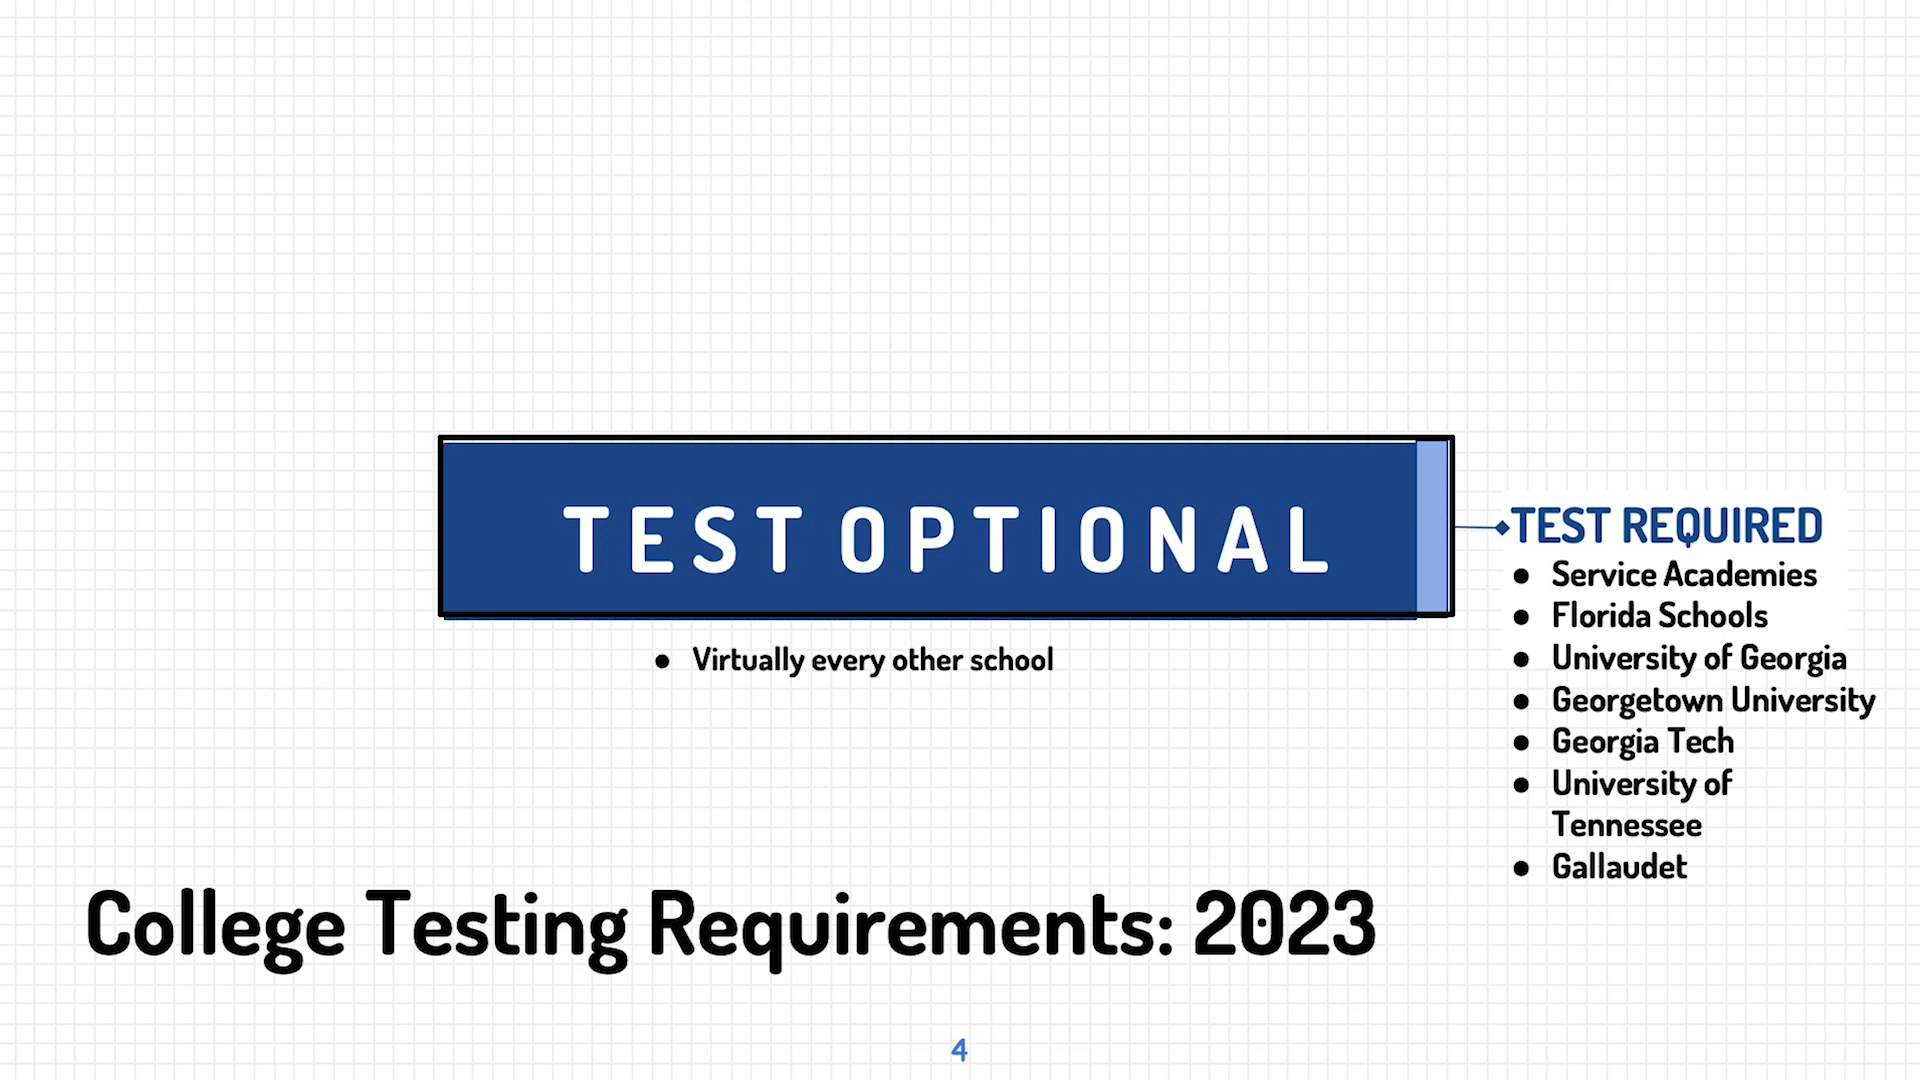 TEST OPTIONAL
● Virtually every other school
TEST REQUIRED
● Service Academies
● Florida Schools
● University of Georgia
● Georgetown University
● Georgia Tech
● University of
Tennessee
● Gallaudet
College Testing Requirements: 2023
4